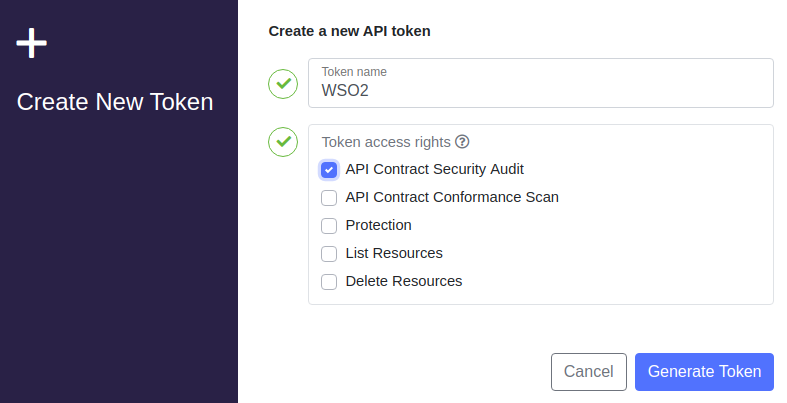 Create New Token
Create a new API token
Token name
WSO2
Token access rights
API Contract Security Audit
API Contract Conformance Scan
Protection
List Resources
Delete Resources
Cancel
Generate Token